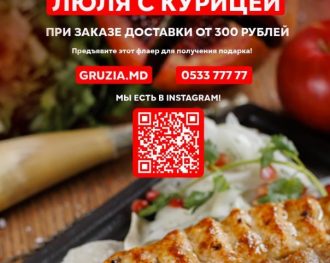 ЛЮЛЯ С КУРИЦЕЙ
ПРИ ЗАКАЗЕ ДОСТАВКИ ОТ 300 РУБЛЕЙ
Предъявите этот флаер для получения подарка!
GRUZIA.MD
0533 777 77
МЫ ЕСТЬ В INSTAGRAM!